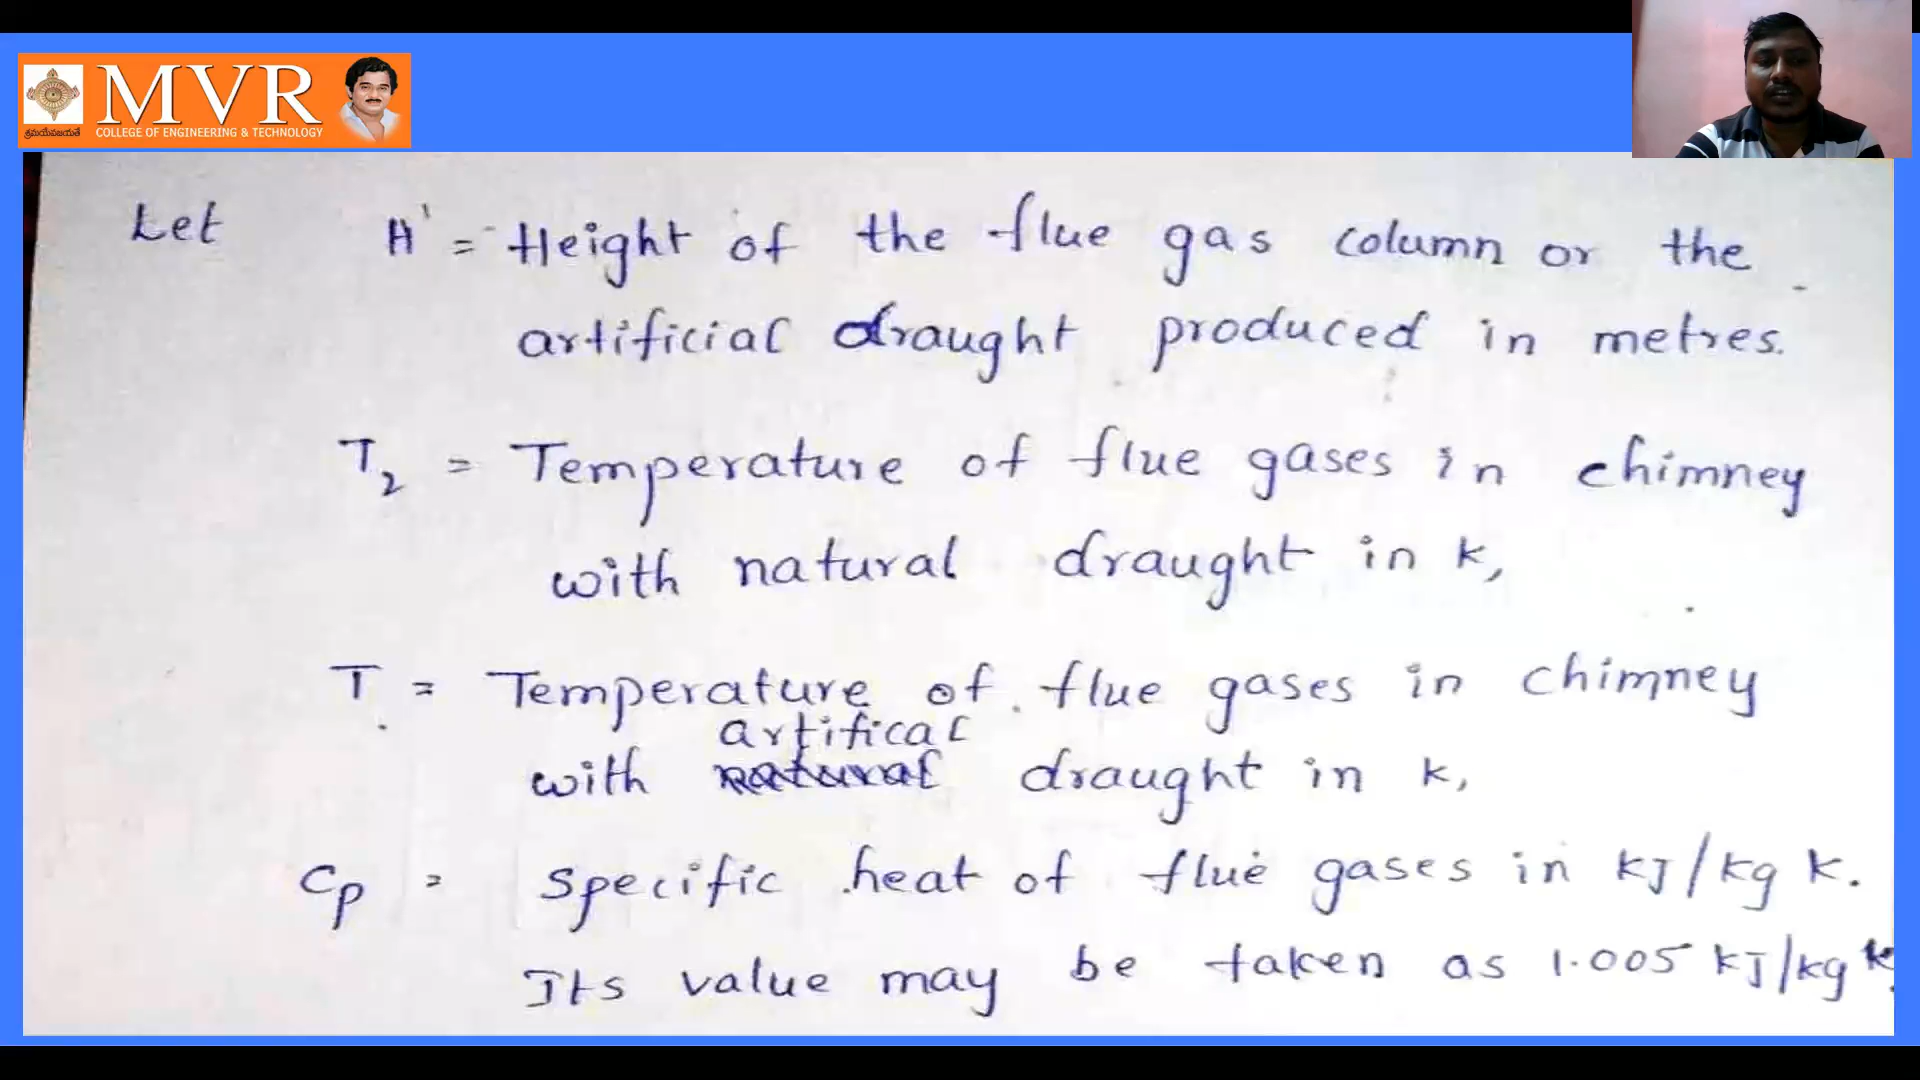 MVR
COLLEGE OF ENGINEERING & TECHNOLOGY
శ్రమయేవజయతే
Let H' = Height of the flue gas column or the
artificial draught produced in metres.
T2 = Temperature of flue gases in chimney
with natural draught in K,
T = Temperature of flue gases in chimney
artifical
with natural draught in K,
Cp = Specific heat of flue gases in KJ/Kg K.
Its value may be taken as 1.005 KJ/Kg K.